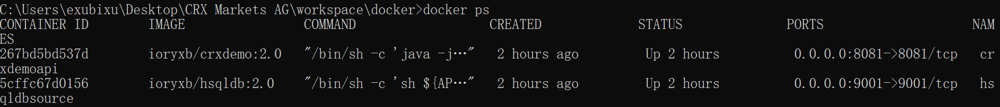 C:\Users\exubixu\Desktop\CRX Markets AG\workspace\docker>docker ps
CONTAINER ID        IMAGE                COMMAND                  CREATED             STATUS              PORTS                    NAM
ES
267bd5bd537d        ioryxb/crxdemo:2.0   "/bin/sh -c 'java -j…"   2 hours ago         Up 2 hours          0.0.0.0:8081->8081/tcp   cr
xdemoapi
5cffc67d0156        ioryxb/hsqldb:2.0    "/bin/sh -c 'sh ${AP…"   2 hours ago         Up 2 hours          0.0.0.0:9001->9001/tcp   hs
qldbsource